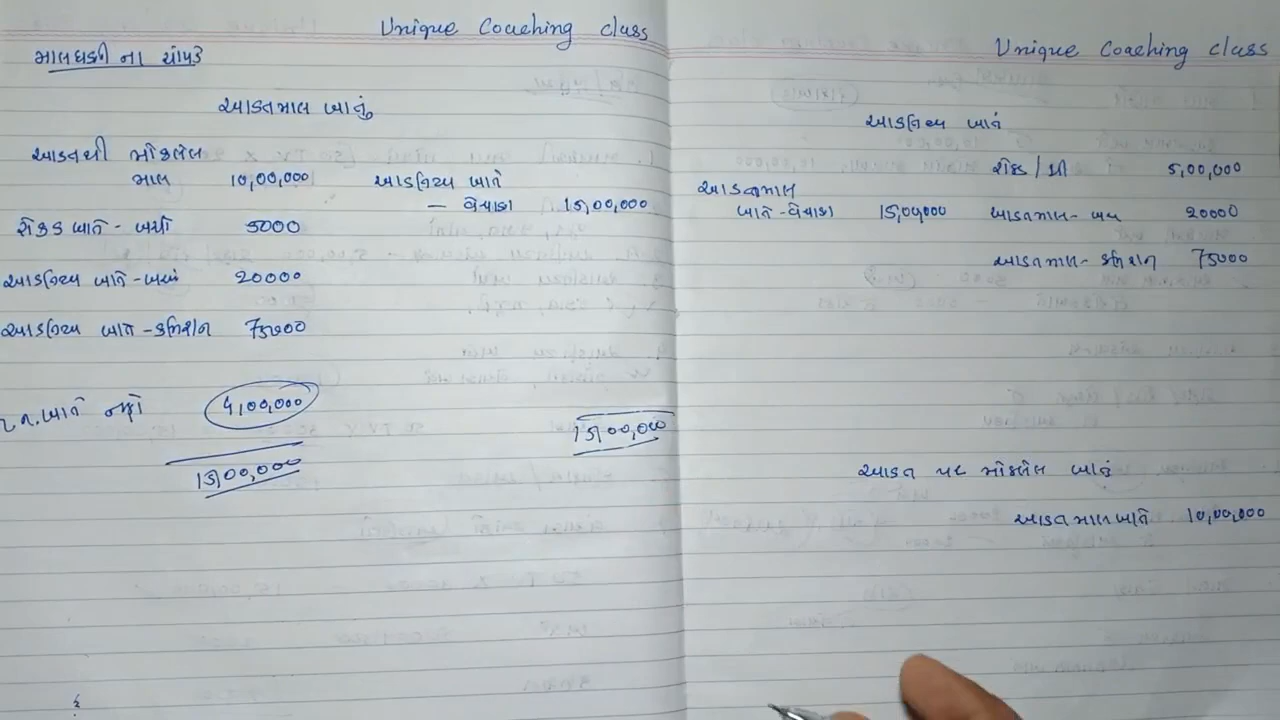 Unique Coaching Class
માલધણી ના ચોપડે
આડતમાલ ખાતું
આડતથી મોકલેલ
માલ 10,00,000 આડતિયા ખાતે
- વેચાણ 15,00,000
રોકડ ખાતે - ખર્ચા 5000
આડતિયા ખાતે - ખર્ચા 20000
આડતિયા ખાતે - કમિશન 75000
ખાતે નફો 4,00,000
15,00,000 15,00,000
Unique Coaching Class
આડતિયા ખાતું
રોકડ 5,00,000
આડતમાલ
ખાતે - વેચાણ 15,00,000 આડતમાલ - ખર્ચ 20000
આડતમાલ - કમિશન 75000
આડત પર મોકલેલ ખાતું
આડતમાલ ખાતે 10,00,000